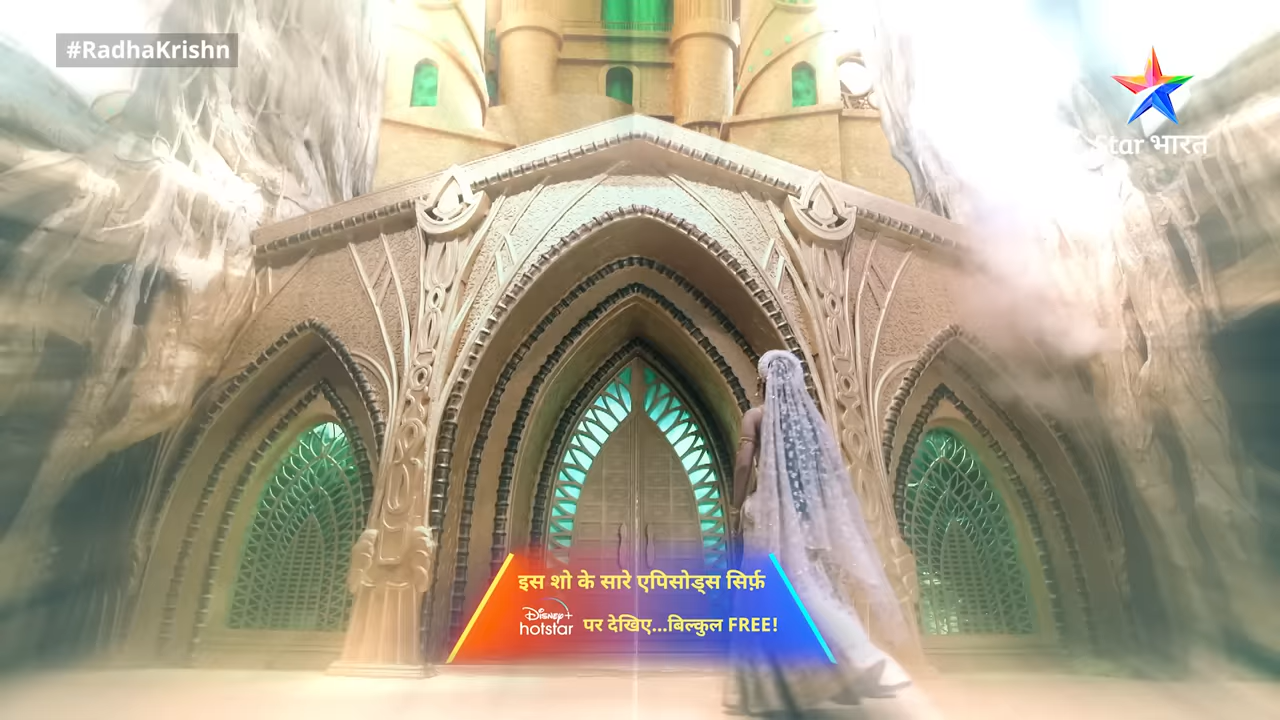 #RadhaKrishn
Star भारत
इस शो के सारे एपिसोड्स सिर्फ़
Disney+
hotstar पर देखिए...बिल्कुल FREE!